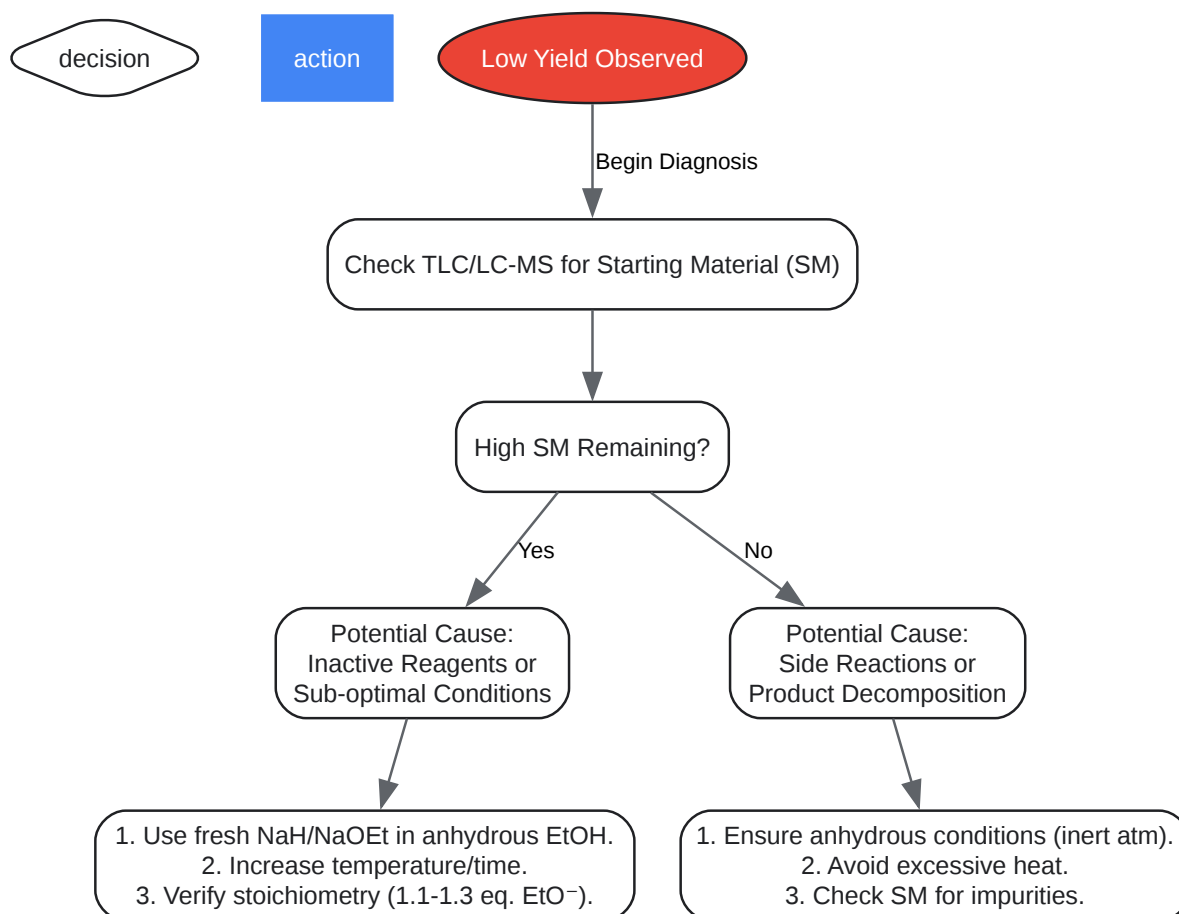 decision
action
Low Yield Observed
Begin Diagnosis
Check TLC/LC-MS for Starting Material (SM)
High SM Remaining?
Yes
No
Potential Cause:
Inactive Reagents or
Sub-optimal Conditions
Potential Cause:
Side Reactions or
Product Decomposition
1. Use fresh NaH/NaOEt in anhydrous EtOH.
2. Increase temperature/time.
3. Verify stoichiometry (1.1-1.3 eq. EtO⁻).
1. Ensure anhydrous conditions (inert atm).
2. Avoid excessive heat.
3. Check SM for impurities.